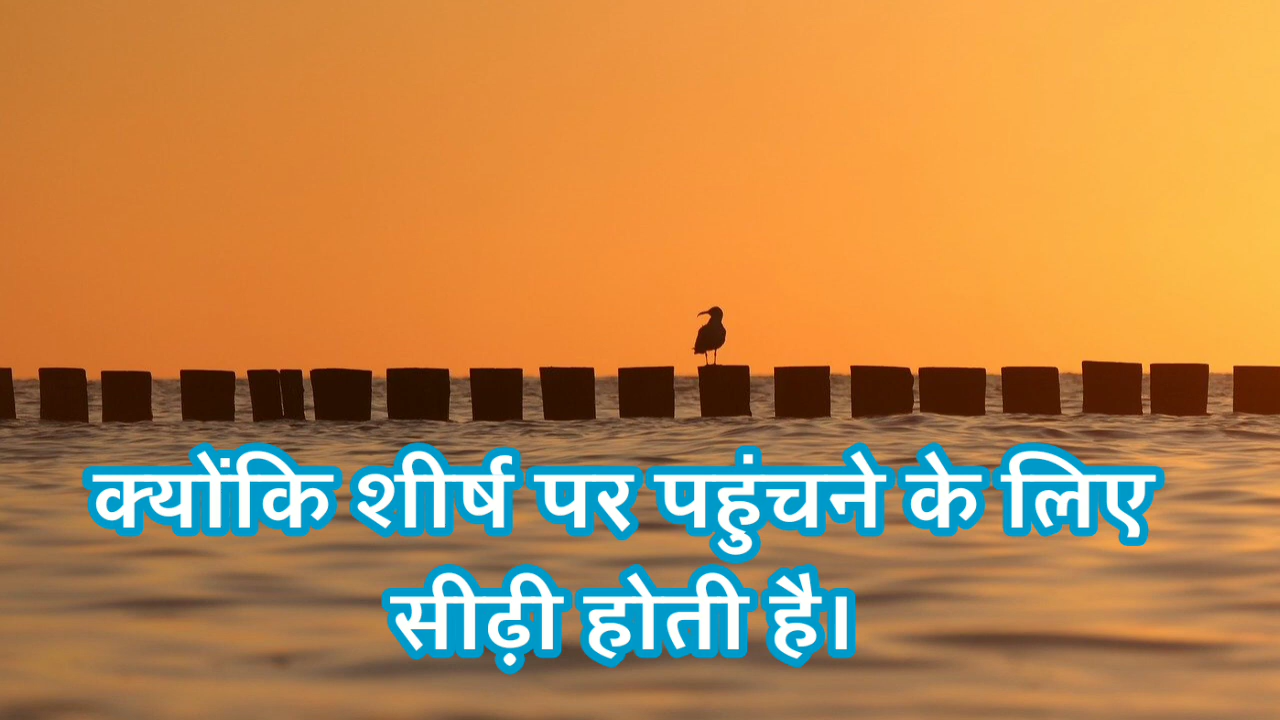 क्योंकि शीर्ष पर पहुंचने के लिए
सीढ़ी होती है।